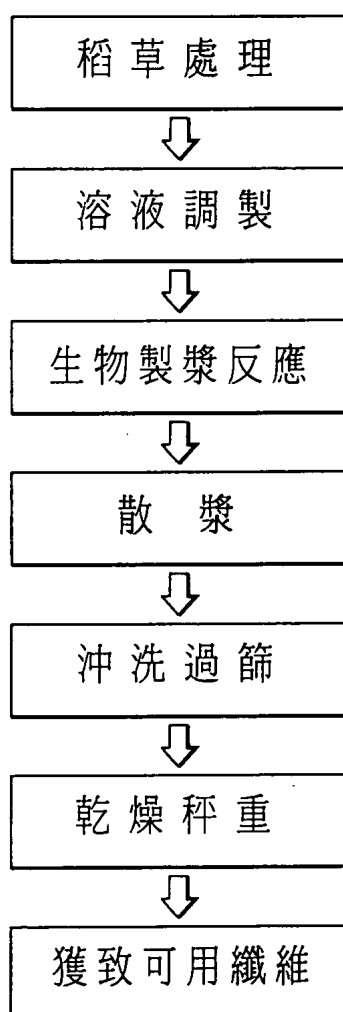 稻草處理
溶液調製
生物製漿反應
散漿
沖洗過篩
乾燥秤重
獲致可用纖維